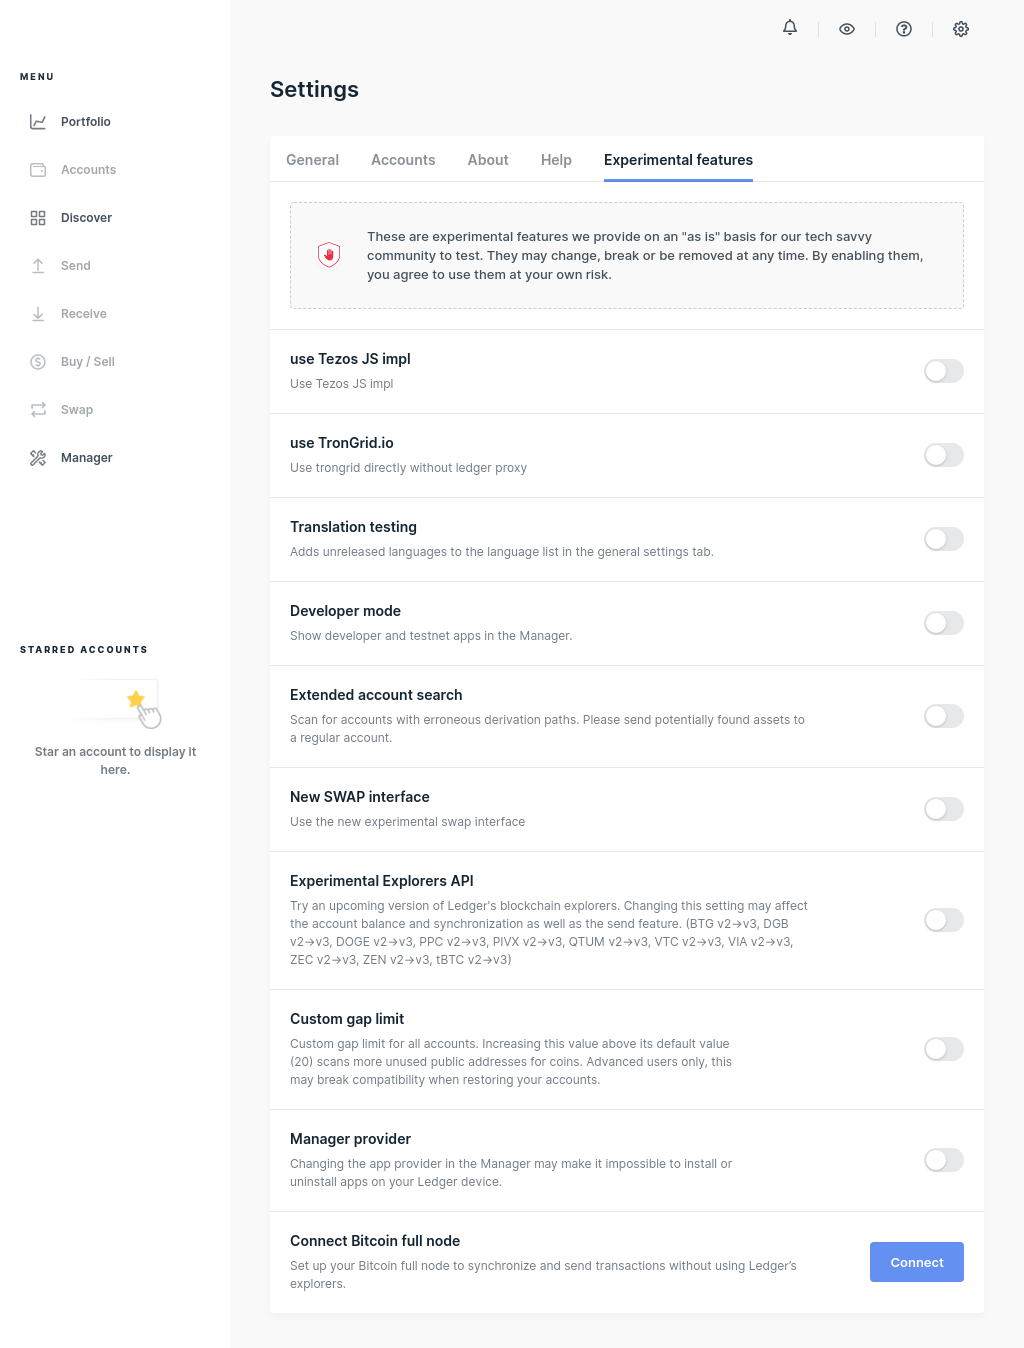 MENU
Portfolio
Accounts
Discover
Send
Receive
Buy / Sell
Swap
Manager
STARRED ACCOUNTS
Star an account to display it
here.
Settings
General Accounts About Help Experimental features
These are experimental features we provide on an "as is" basis for our tech savvy
community to test. They may change, break or be removed at any time. By enabling them,
you agree to use them at your own risk.
use Tezos JS impl
Use Tezos JS impl
use TronGrid.io
Use trongrid directly without ledger proxy
Translation testing
Adds unreleased languages to the language list in the general settings tab.
Developer mode
Show developer and testnet apps in the Manager.
Extended account search
Scan for accounts with erroneous derivation paths. Please send potentially found assets to
a regular account.
New SWAP interface
Use the new experimental swap interface
Experimental Explorers API
Try an upcoming version of Ledger's blockchain explorers. Changing this setting may affect
the account balance and synchronization as well as the send feature. (BTG v2->v3, DGB
v2->v3, DOGE v2->v3, PPC v2->v3, PIVX v2->v3, QTUM v2->v3, VTC v2->v3, VIA v2->v3,
ZEC v2->v3, ZEN v2->v3, tBTC v2->v3)
Custom gap limit
Custom gap limit for all accounts. Increasing this value above its default value
(20) scans more unused public addresses for coins. Advanced users only, this
may break compatibility when restoring your accounts.
Manager provider
Changing the app provider in the Manager may make it impossible to install or
uninstall apps on your Ledger device.
Connect Bitcoin full node
Set up your Bitcoin full node to synchronize and send transactions without using Ledger’s
explorers.
Connect